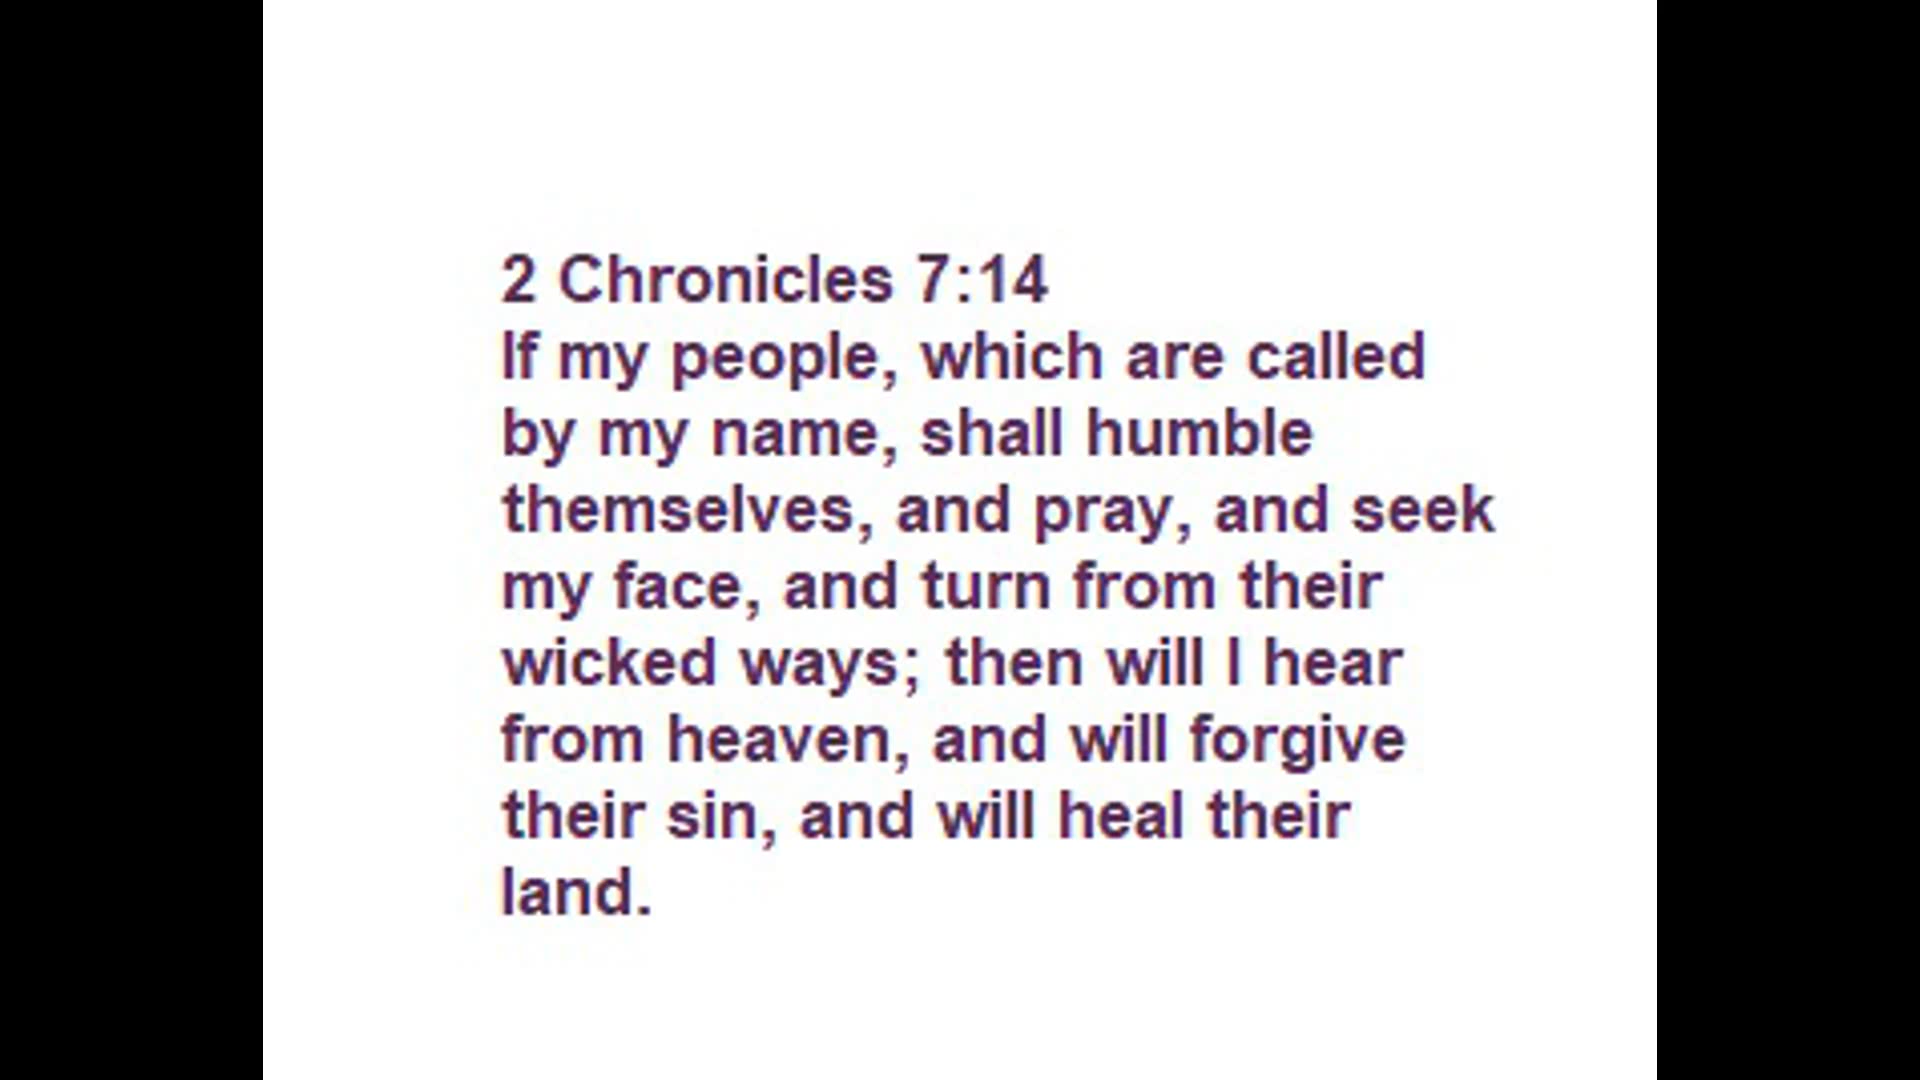 2 Chronicles 7:14
If my people, which are called
by my name, shall humble
themselves, and pray, and seek
my face, and turn from their
wicked ways; then will I hear
from heaven, and will forgive
their sin, and will heal their
land.